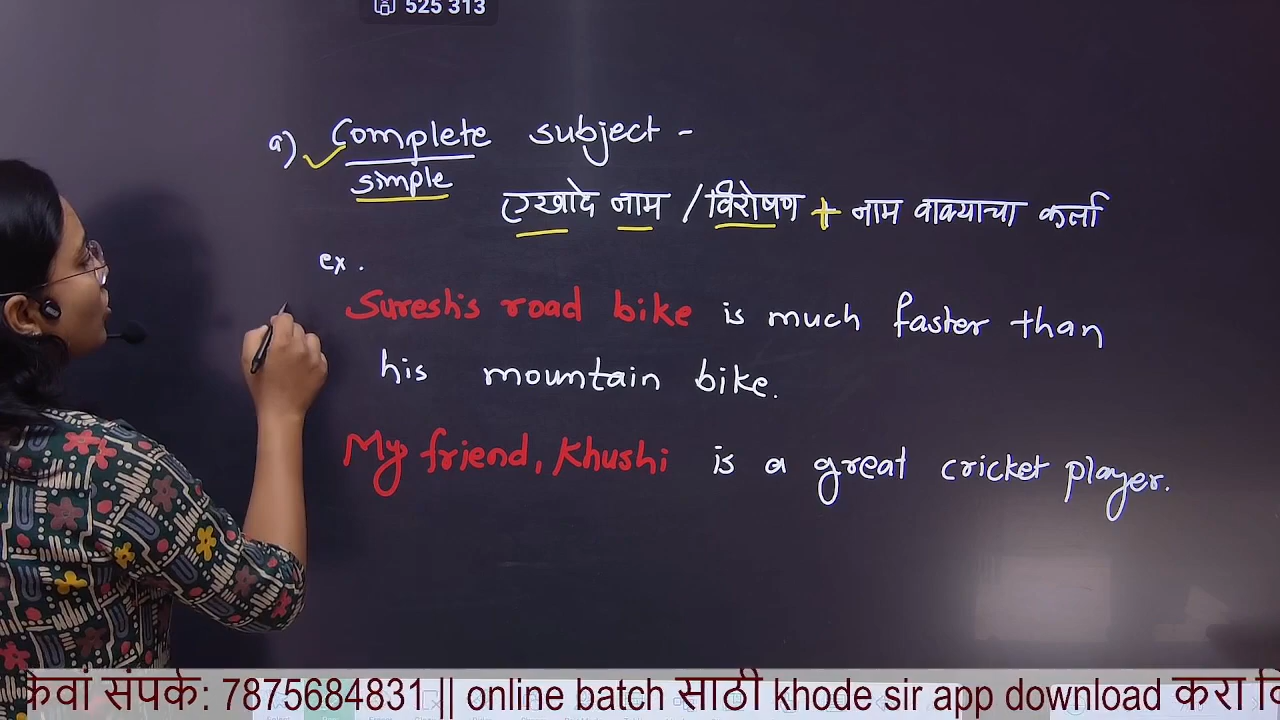 525 313
a) Complete subject -
simple
एखादे नाम / विशेषण + नाम वाक्याचा कर्ता
ex.
Suresh's road bike is much faster than
his mountain bike.
My friend, Khushi is a great cricket player.
केवां संपर्क: 7875684831 || online batch साठी khode sir app download करा